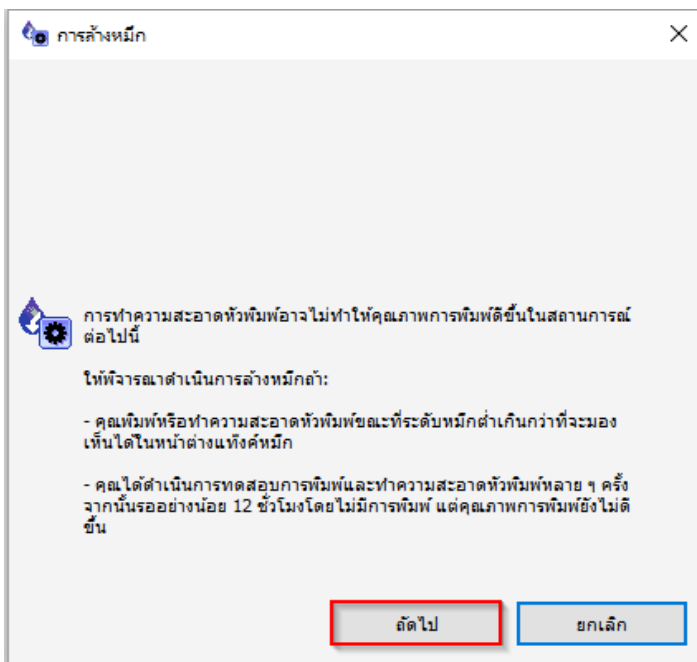 การล้างหมึก
การทำความสะอาดหัวพิมพ์อาจไม่ทำให้คุณภาพการพิมพ์ดีขึ้นในสถานการณ์
ต่อไปนี้
ให้พิจารณาดำเนินการล้างหมึกถ้า:
- คุณพิมพ์หรือทำความสะอาดหัวพิมพ์ขณะที่ระดับหมึกต่ำเกินกว่าที่จะมอง
เห็นได้ในหน้าต่างแท็งค์หมึก
- คุณได้ดำเนินการทดสอบการพิมพ์และทำความสะอาดหัวพิมพ์หลาย ๆ ครั้ง
จากนั้นรออย่างน้อย 12 ชั่วโมงโดยไม่มีการพิมพ์ แต่คุณภาพการพิมพ์ยังไม่ดี
ขึ้น
ถัดไป
ยกเลิก